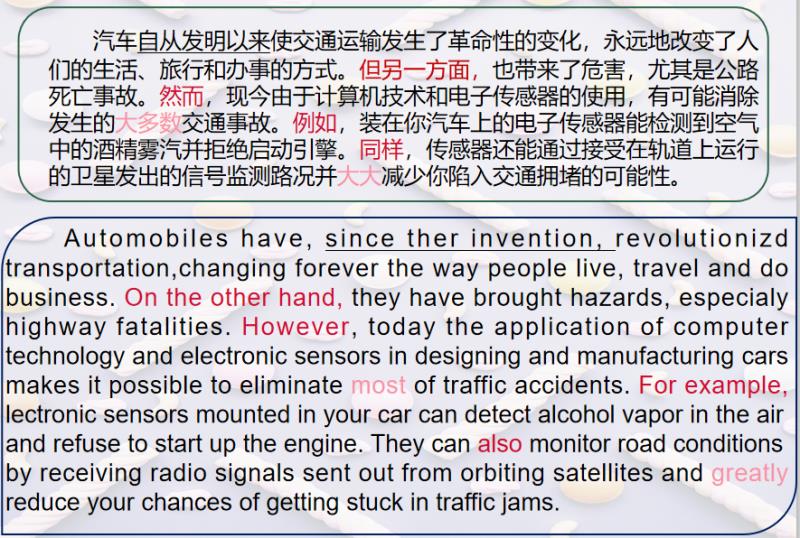 汽车自从发明以来使交通运输发生了革命性的变化，永远地改变了人
们的生活、旅行和办事的方式。但另一方面，也带来了危害，尤其是公路
死亡事故。然而，现今由于计算机技术和电子传感器的使用，有可能消除
发生的大多数交通事故。例如，装在你汽车上的电子传感器能检测到空气
中的酒精雾汽并拒绝启动引擎。同样，传感器还能通过接受在轨道上运行
的卫星发出的信号监测路况并大大减少你陷入交通拥堵的可能性。
Automobiles have, since ther invention, revolutionizd
transportation,changing forever the way people live, travel and do
business. On the other hand, they have brought hazards, especialy
highway fatalities. However, today the application of computer
technology and electronic sensors in designing and manufacturing cars
makes it possible to eliminate most of traffic accidents. For example,
lectronic sensors mounted in your car can detect alcohol vapor in the air
and refuse to start up the engine. They can also monitor road conditions
by receiving radio signals sent out from orbiting satellites and greatly
reduce your chances of getting stuck in traffic jams.